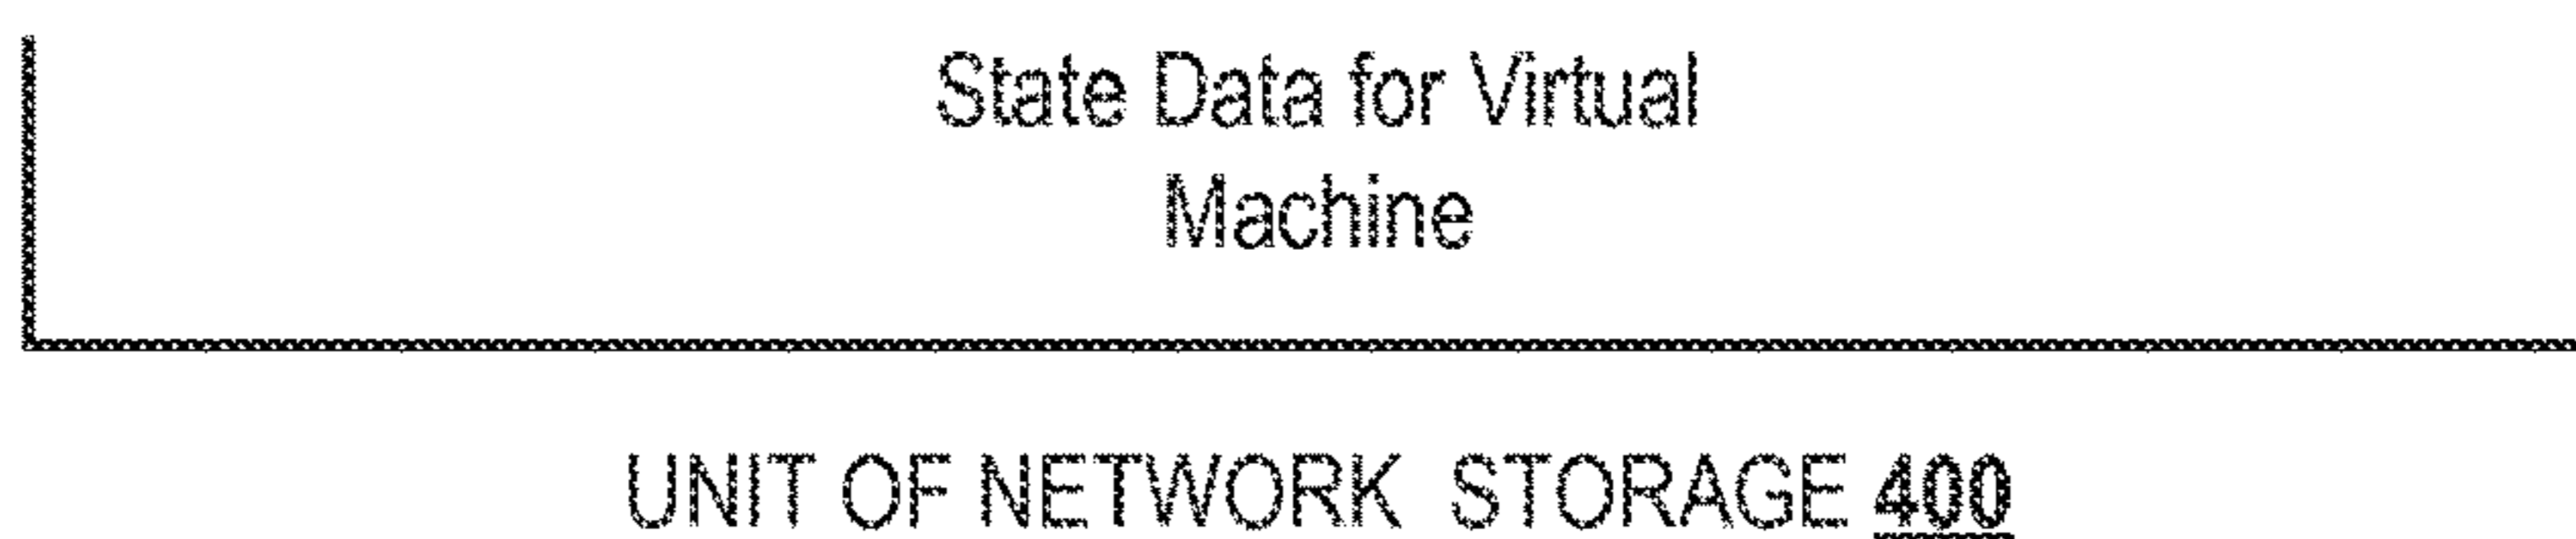 State Data for Virtual
Machine
UNIT OF NETWORK STORAGE 400